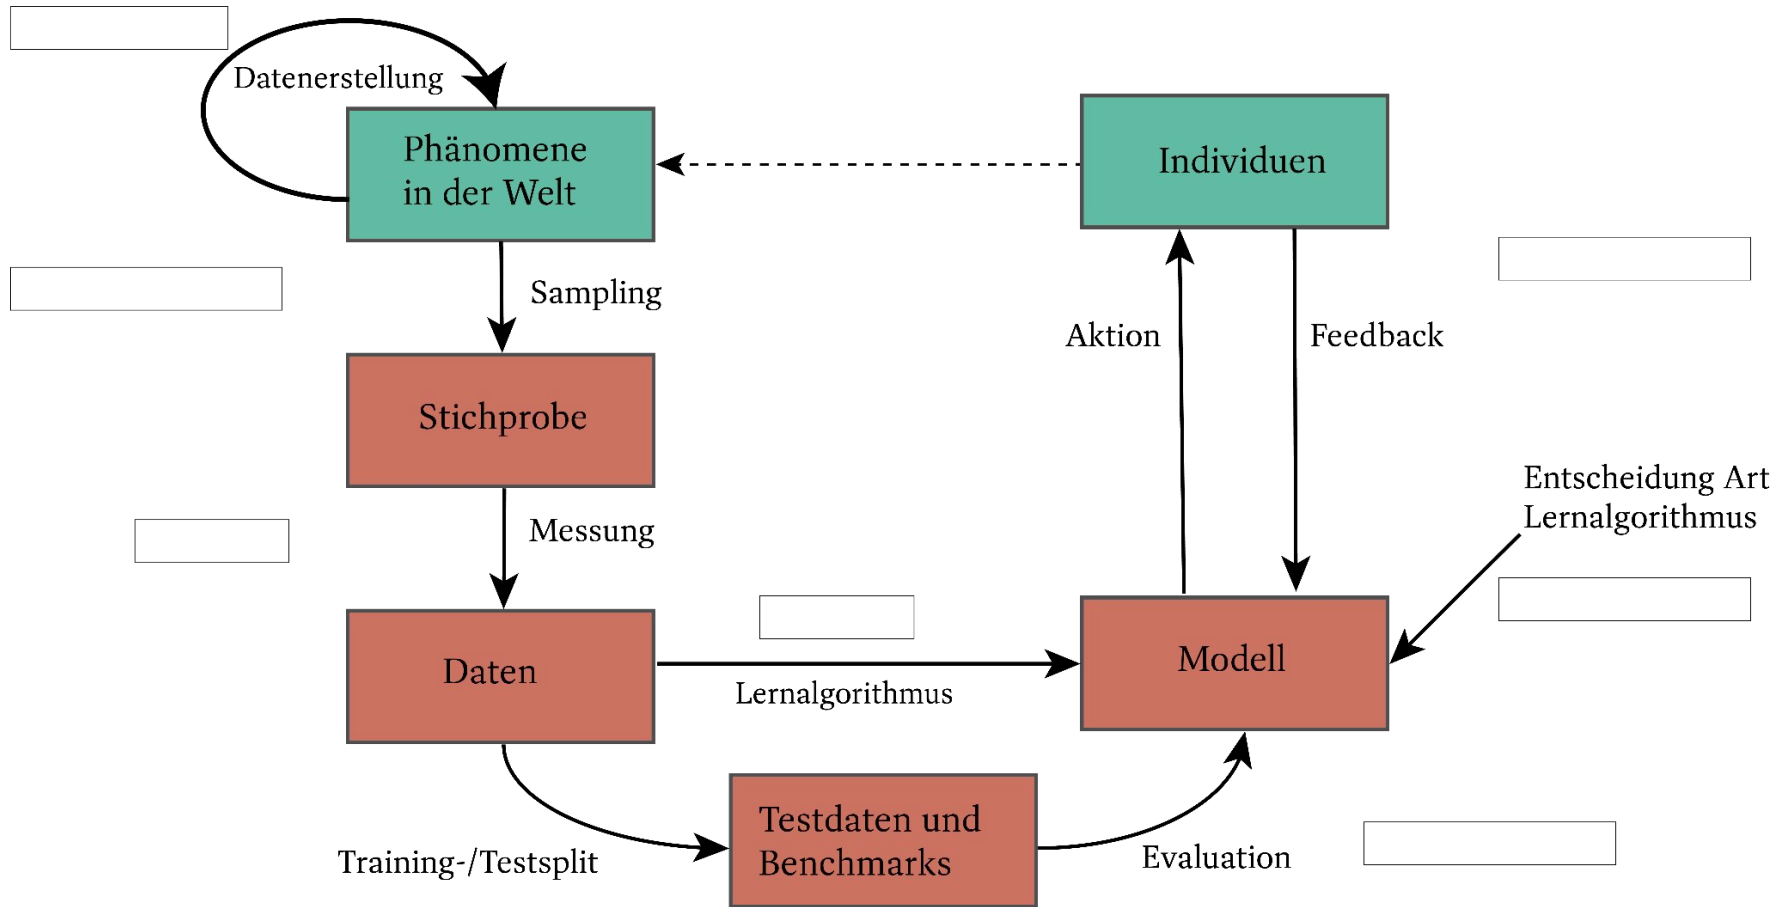 Datenerstellung
Phänomene
in der Welt
Individuen
Sampling
Aktion
Feedback
Stichprobe
Entscheidung Art
Lernalgorithmus
Messung
Daten
Lernalgorithmus
Modell
Training-/Testsplit
Testdaten und
Benchmarks
Evaluation